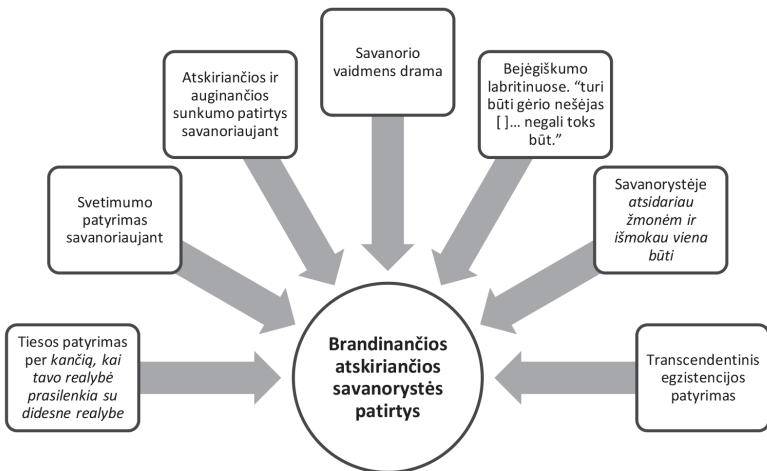 Savanorio
vaidmens drama
Atskiriančios ir
auginančios
sunkumo patirtys
savanoriaujant
Bejėgiškumo
labritinuose. “turi
būti gėrio nešėjas
[ ]... negali toks
būt.”
Svetimumo
patyrimas
savanoriaujant
Savanorystėje
atsidariau
žmonėm ir
išmokau viena
būti
Tiesos patyrimas
per kančią, kai
tavo realybė
prasilenkia su
didesne realybe
Brandinančios
atskiriančios
savanorystės
patirtys
Transcendentinis
egzistencijos
patyrimas